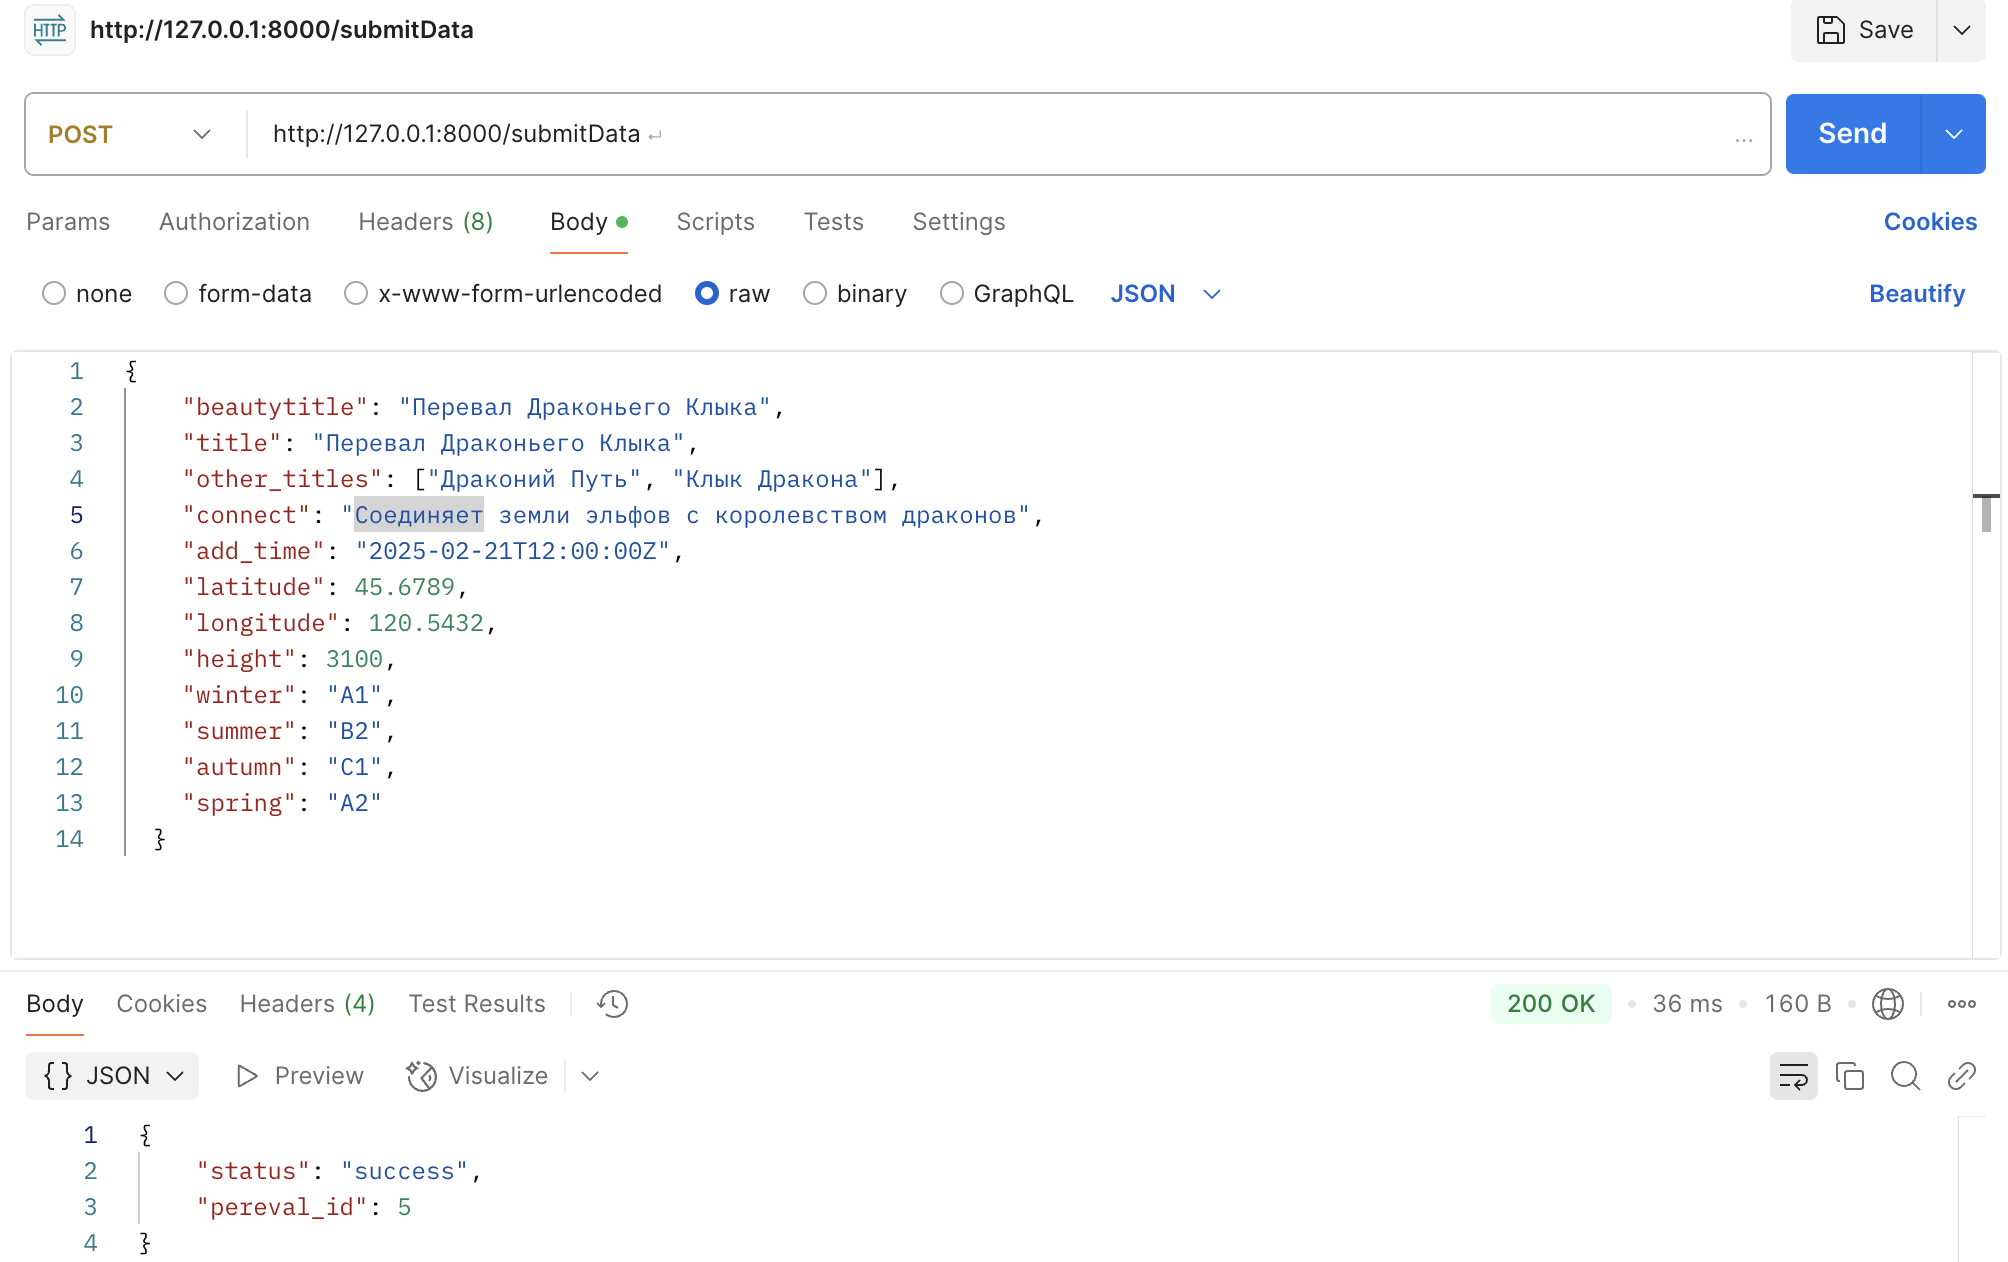 HTTP http://127.0.0.1:8000/submitData Save
POST http://127.0.0.1:8000/submitData ↵ ... Send
Params Authorization Headers (8) Body Scripts Tests Settings Cookies
none form-data x-www-form-urlencoded raw binary GraphQL JSON Beautify
1 {
2 "beautytitle": "Перевал Драконьего Клыка",
3 "title": "Перевал Драконьего Клыка",
4 "other_titles": ["Драконий Путь", "Клык Дракона"],
5 "connect": "Соединяет земли эльфов с королевством драконов",
6 "add_time": "2025-02-21T12:00:00Z",
7 "latitude": 45.6789,
8 "longitude": 120.5432,
9 "height": 3100,
10 "winter": "A1",
11 "summer": "B2",
12 "autumn": "C1",
13 "spring": "A2"
14 }
Body Cookies Headers (4) Test Results 200 OK • 36 ms • 160 B •
{} JSON Preview Visualize
1 {
2 "status": "success",
3 "pereval_id": 5
4 }